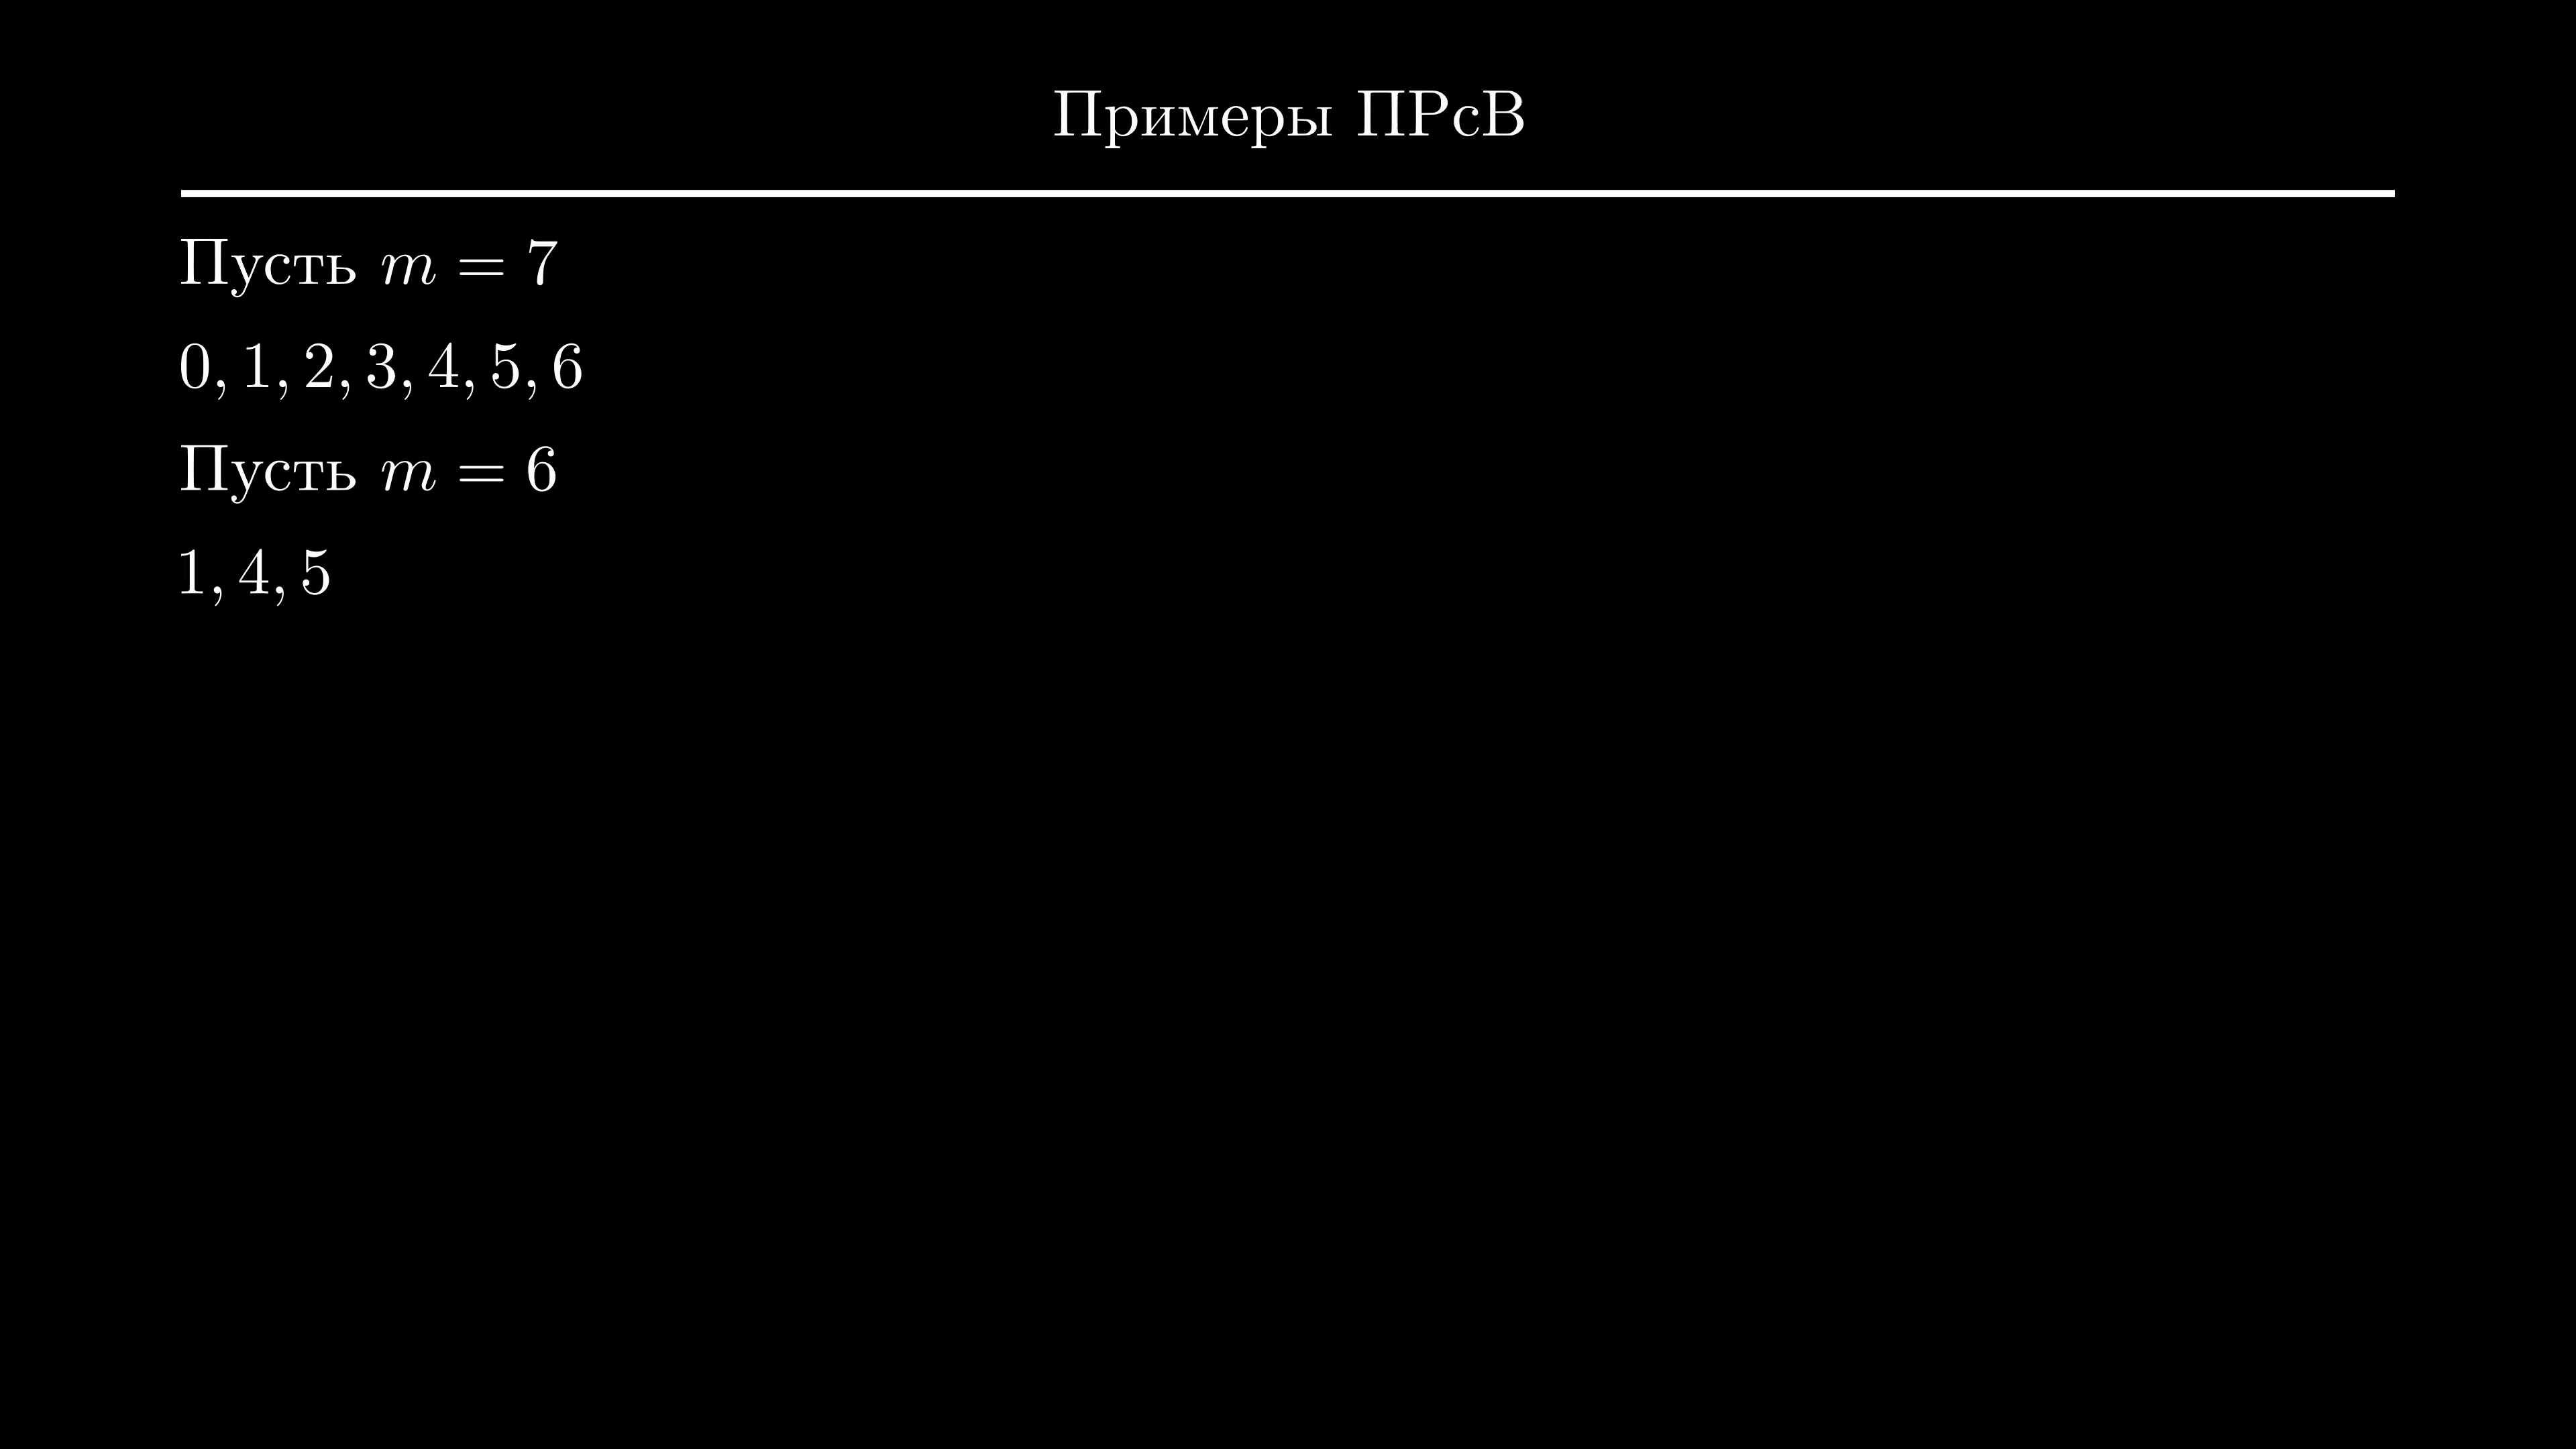 Примеры ПРсВ
Пусть m = 7
0, 1, 2, 3, 4, 5, 6
Пусть m = 6
1, 4, 5